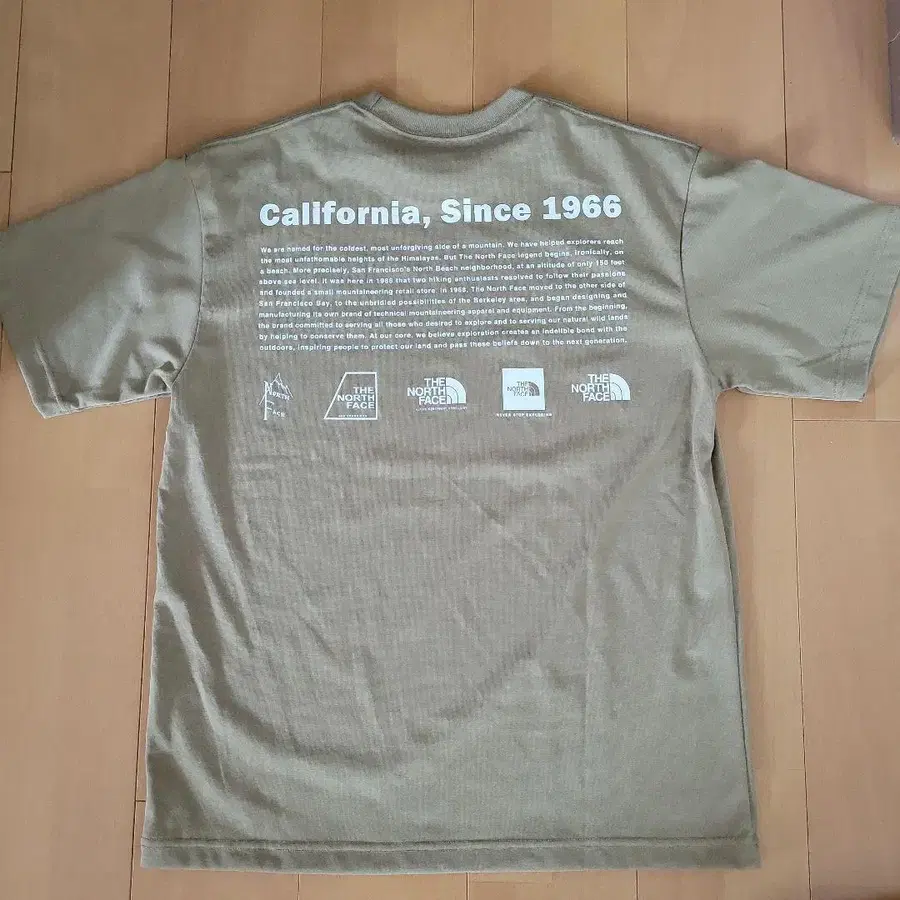 California, Since 1966
We are named for the coldest, most unforgiving side of a mountain. We have helped explorers reach
the most unfathomable heights of the Himalayas. But The North Face legend begins, ironically, on
a beach. More precisely, San Francisco's North Beach neighborhood, at an altitude of only 150 feet
above sea level. It was here in 1966 that two hiking enthusiasts resolved to follow their passions
and founded a small mountaineering retail store. In 1968, The North Face moved to the other side of
San Francisco Bay, to the unbridled possibilities of the Berkeley area, and began designing and
manufacturing its own brand of technical mountaineering apparel and equipment. From the beginning,
the brand committed to serving all those who desired to explore and to serving our natural wild lands
by helping to conserve them. At our core, we believe exploration creates an indelible bond with the
outdoors, inspiring people to protect our land and pass these beliefs down to the next generation.
North
Face
THE
NORTH
FACE
THE
NORTH
FACE
THE
NORTH
FACE
NEVER STOP EXPLORING
THE
NORTH
FACE